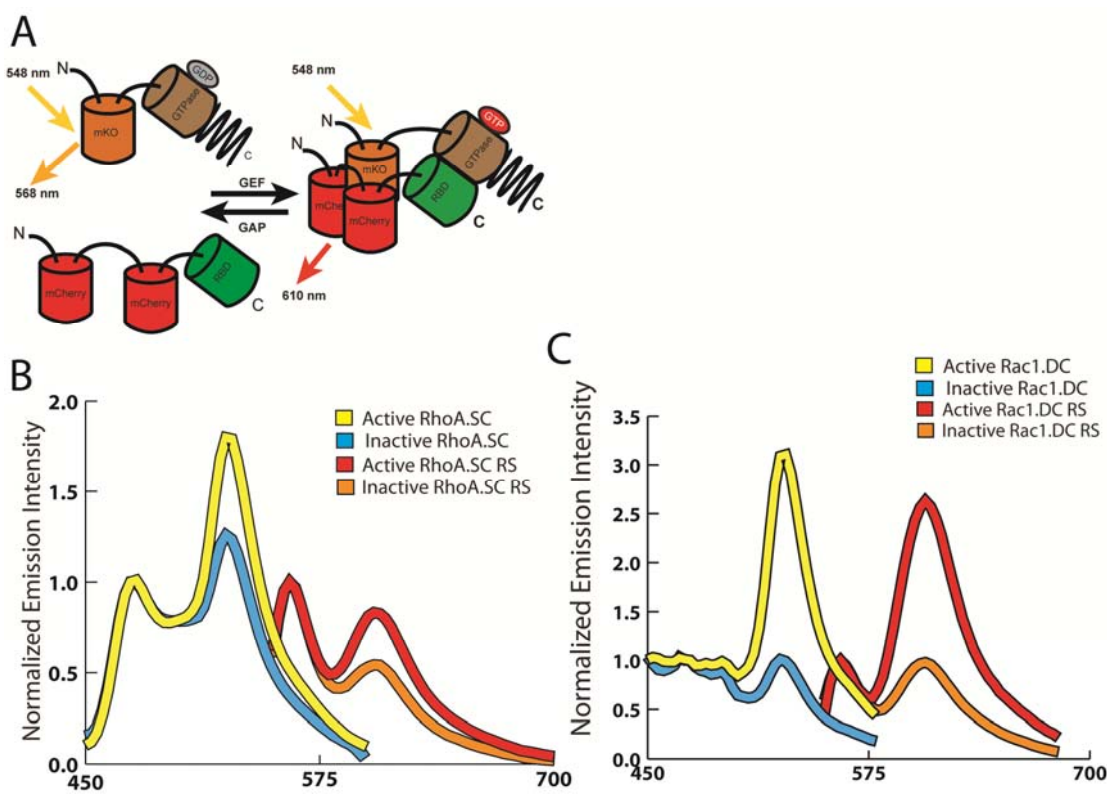 A
548 nm
N
GDP
GTPase
mKO
C
568 nm
GEF
GAP
N
mCherry
mCherry
RBD
C
548 nm
N
GTP
GTPase
mKO
N
RBD
mCherry
C
C
610 nm
B
Normalized Emission Intensity
2.0
1.5
1.0
0.5
0.0
450
575
700
Active RhoA.SC
Inactive RhoA.SC
Active RhoA.SC RS
Inactive RhoA.SC RS
C
Normalized Emission Intensity
3.5
3.0
2.5
2.0
1.5
1.0
0.5
0.0
450
575
700
Active Rac1.DC
Inactive Rac1.DC
Active Rac1.DC RS
Inactive Rac1.DC RS